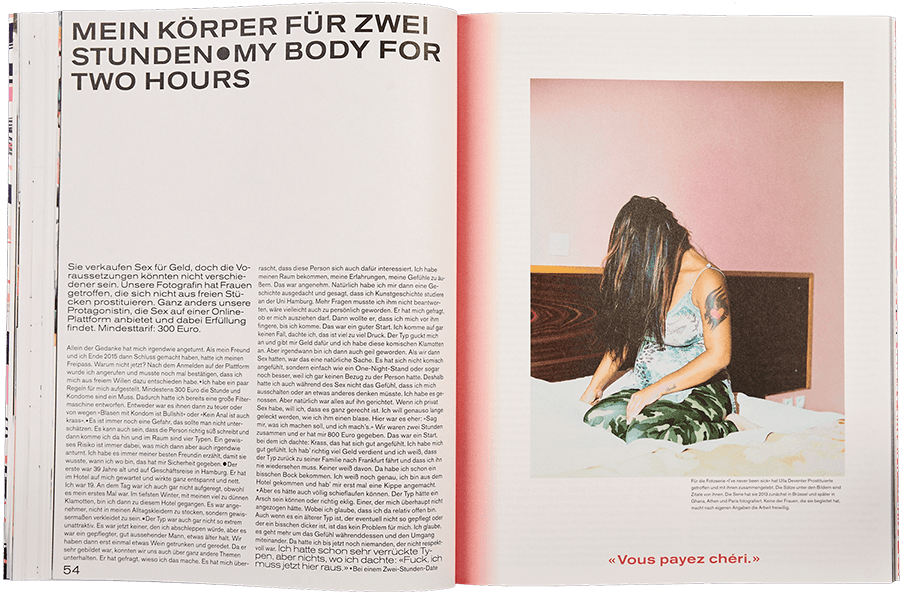 MEIN KÖRPER FÜR ZWEI
STUNDEN●MY BODY FOR
TWO HOURS
Sie verkaufen Sex für Geld, doch die Vo-
raussetzungen könnten nicht verschie-
dener sein. Unsere Fotografin hat Frauen
getroffen, die sich nicht aus freien Stü-
cken prostituieren. Ganz anders unsere
Protagonistin, die Sex auf einer Online-
Plattform anbietet und dabei Erfüllung
findet. Mindesttarif: 300 Euro.
Allein der Gedanke hat mich irgendwie angeturnt. Als mein Freund
und ich Ende 2015 dann Schluss gemacht haben, hatte ich meinen
Freipass. Warum nicht jetzt? Nach dem Anmelden auf der Plattform
wurde ich angerufen und musste noch mal bestätigen, dass ich
mich aus freiem Willen dazu entschieden habe. •Ich habe ein paar
Regeln für mich aufgestellt. Mindestens 300 Euro die Stunde und
Kondome sind ein Muss. Dadurch hatte ich bereits eine große Filter-
maschine entworfen. Entweder war es ihnen dann zu teuer oder
von wegen «Blasen mit Kondom ist Bullshit» oder «Kein Anal ist auch
krass». •Es ist immer noch eine Gefahr, das sollte man nicht unter-
schätzen. Es kann auch sein, dass die Person richtig süß schreibt und
dann komme ich da hin und im Raum sind vier Typen. Ein gewis-
ses Risiko ist immer dabei, was mich dann aber auch irgendwie
anturnt. Ich habe es immer meiner besten Freundin erzählt, damit sie
wusste, wann ich wo bin, das hat mir Sicherheit gegeben. ●Der
erste war 39 Jahre alt und auf Geschäftsreise in Hamburg. Er hat
im Hotel auf mich gewartet und wirkte ganz entspannt und nett.
Ich war 19. An dem Tag war ich auch gar nicht aufgeregt, obwohl
es mein erstes Mal war. Im tiefsten Winter, mit meinen viel zu dünnen
Klamotten, bin ich dann zu diesem Hotel gegangen. Es war ange-
nehmer, nicht in meinen Alltagskleidern zu stecken, sondern gewis-
sermaßen verkleidet zu sein. •Der Typ war auch gar nicht so extrem
unattraktiv. Es war jetzt keiner, den ich abschleppen würde, aber es
war ein gepflegter, gut aussehender Mann, etwas älter halt. Wir
haben dann erst einmal etwas Wein getrunken und geredet. Da er
sehr gebildet war, konnten wir uns auch über ganz andere Themen
unterhalten. Er hat gefragt, wieso ich das mache. Es hat mich über-
54
rascht, dass diese Person sich auch dafür interessiert. Ich habe
meinen Raum bekommen, meine Erfahrungen, meine Gefühle zu äu-
ßern. Das war angenehm. Natürlich habe ich mir dann eine Ge-
schichte ausgedacht und gesagt, dass ich Kunstgeschichte studiere
an der Uni Hamburg. Mehr Fragen musste ich ihm nicht beantwor-
ten, wäre vielleicht auch zu persönlich geworden. Er hat mich gefragt,
ob er mich ausziehen darf. Dann wollte er, dass ich mich vor ihm
fingere, bis ich komme. Das war ein guter Start. Ich komme auf gar
keinen Fall, dachte ich, das ist viel zu viel Druck. Der Typ guckt mich
an und gibt mir Geld dafür und ich habe diese komischen Klamotten
an. Aber irgendwann bin ich dann auch geil geworden. Als wir dann
Sex hatten, war das eine natürliche Sache. Es hat sich nicht komisch
angefühlt, sondern einfach wie ein One-Night-Stand oder sogar
noch besser, weil ich gar keinen Bezug zu der Person hatte. Deshalb
hatte ich auch während des Sex nicht das Gefühl, dass ich mich
ausschalten oder an etwas anderes denken müsste. Ich habe es ge-
nossen. Aber natürlich war alles auf ihn gerichtet. Wenn ich privat
Sex habe, will ich, dass es ganz gerecht ist. Ich will genauso lange
geleckt werden, wie ich ihm einen blase. Hier war es eher: «Sag
mir, was ich machen soll, und ich mach's.» Wir waren zwei Stunden
zusammen und er hat mir 800 Euro gegeben. Das war ein Start,
bei dem ich dachte: Krass, das hat sich gut angefühlt. Ich habe mich
gut gefühlt. Ich hab' richtig viel Geld verdient und ich weiß, dass
der Typ zurück zu seiner Familie nach Frankfurt fährt und dass ich ihn
nie wiedersehen muss. Keiner weiß davon. Da habe ich schon ein
bisschen Bock bekommen. Ich weiß noch genau, ich bin aus dem
Hotel gekommen und hab' mir erst mal eine Kippe angemacht.
•Aber es hätte auch völlig schieflaufen können. Der Typ hätte ein
Arsch sein können oder richtig eklig. Einer, der mich überhaupt nicht
angezogen hätte. Wobei ich glaube, dass ich da relativ offen bin.
Auch wenn es ein älterer Typ ist, der eventuell nicht so gepflegt oder
der ein bisschen dicker ist, ist das kein Problem für mich. Ich glaube,
es geht mehr um das Gefühl währenddessen und den Umgang
miteinander. Da hatte ich bis jetzt noch niemanden, der nicht respekt-
voll war. Ich hatte schon sehr verrückte Ty-
pen, aber nichts, wo ich dachte: «Fuck, ich
muss jetzt hier raus.» •Bei einem Zwei-Stunden-Date
Für die Fotoserie «I've never been sick» hat Ulla Deventer Prostituierte
getroffen und mit ihnen zusammengelebt. Die Sätze unter den Bildern sind
Zitate von ihnen. Die Serie hat sie 2013 zunächst in Brüssel und später in
Ghana, Athen und Paris fotografiert. Keine der Frauen, die sie begleitet hat,
macht nach eigenen Angaben die Arbeit freiwillig.
«Vous payez chéri.»